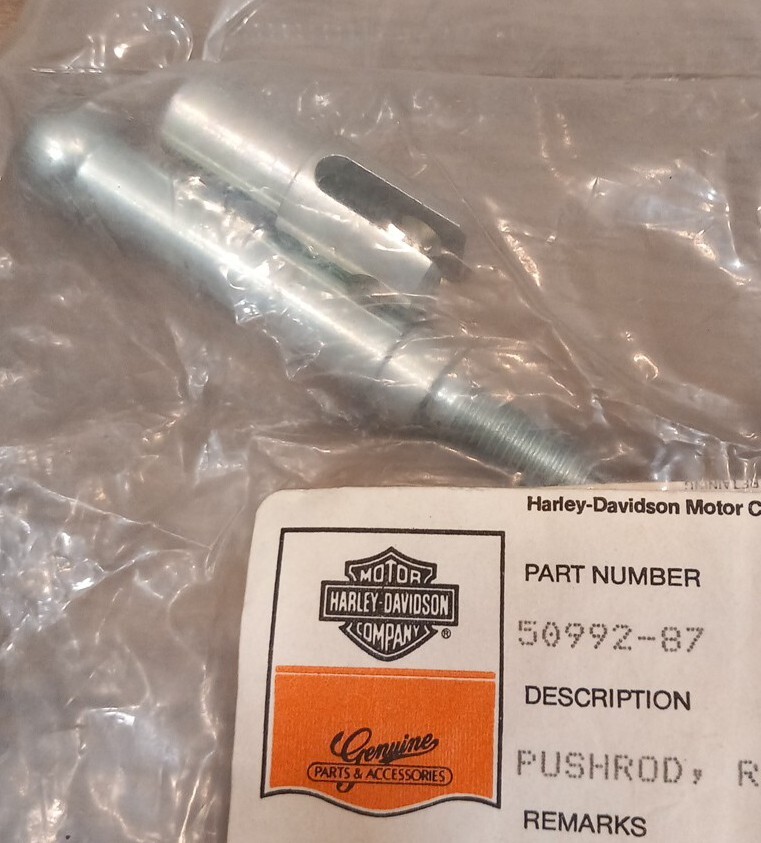 Harley-Davidson Motor C
MOTOR
HARLEY-DAVIDSON
COMPANY
®
Genuine
PARTS & ACCESSORIES
PART NUMBER
50992-87
DESCRIPTION
PUSHROD, R
REMARKS